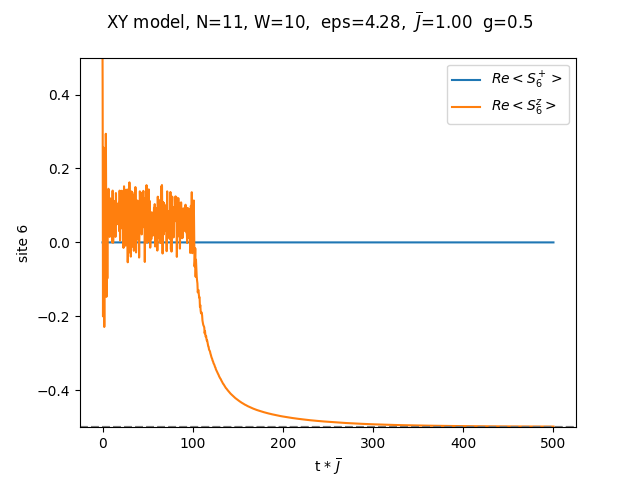 XY model, N=11, W=10,  eps=4.28,  J̄=1.00  g=0.5
Re < S₆⁺ >
Re < S₆ᶻ >
site 6
0.4
0.2
0.0
−0.2
−0.4
0 100 200 300 400 500
t * J̄